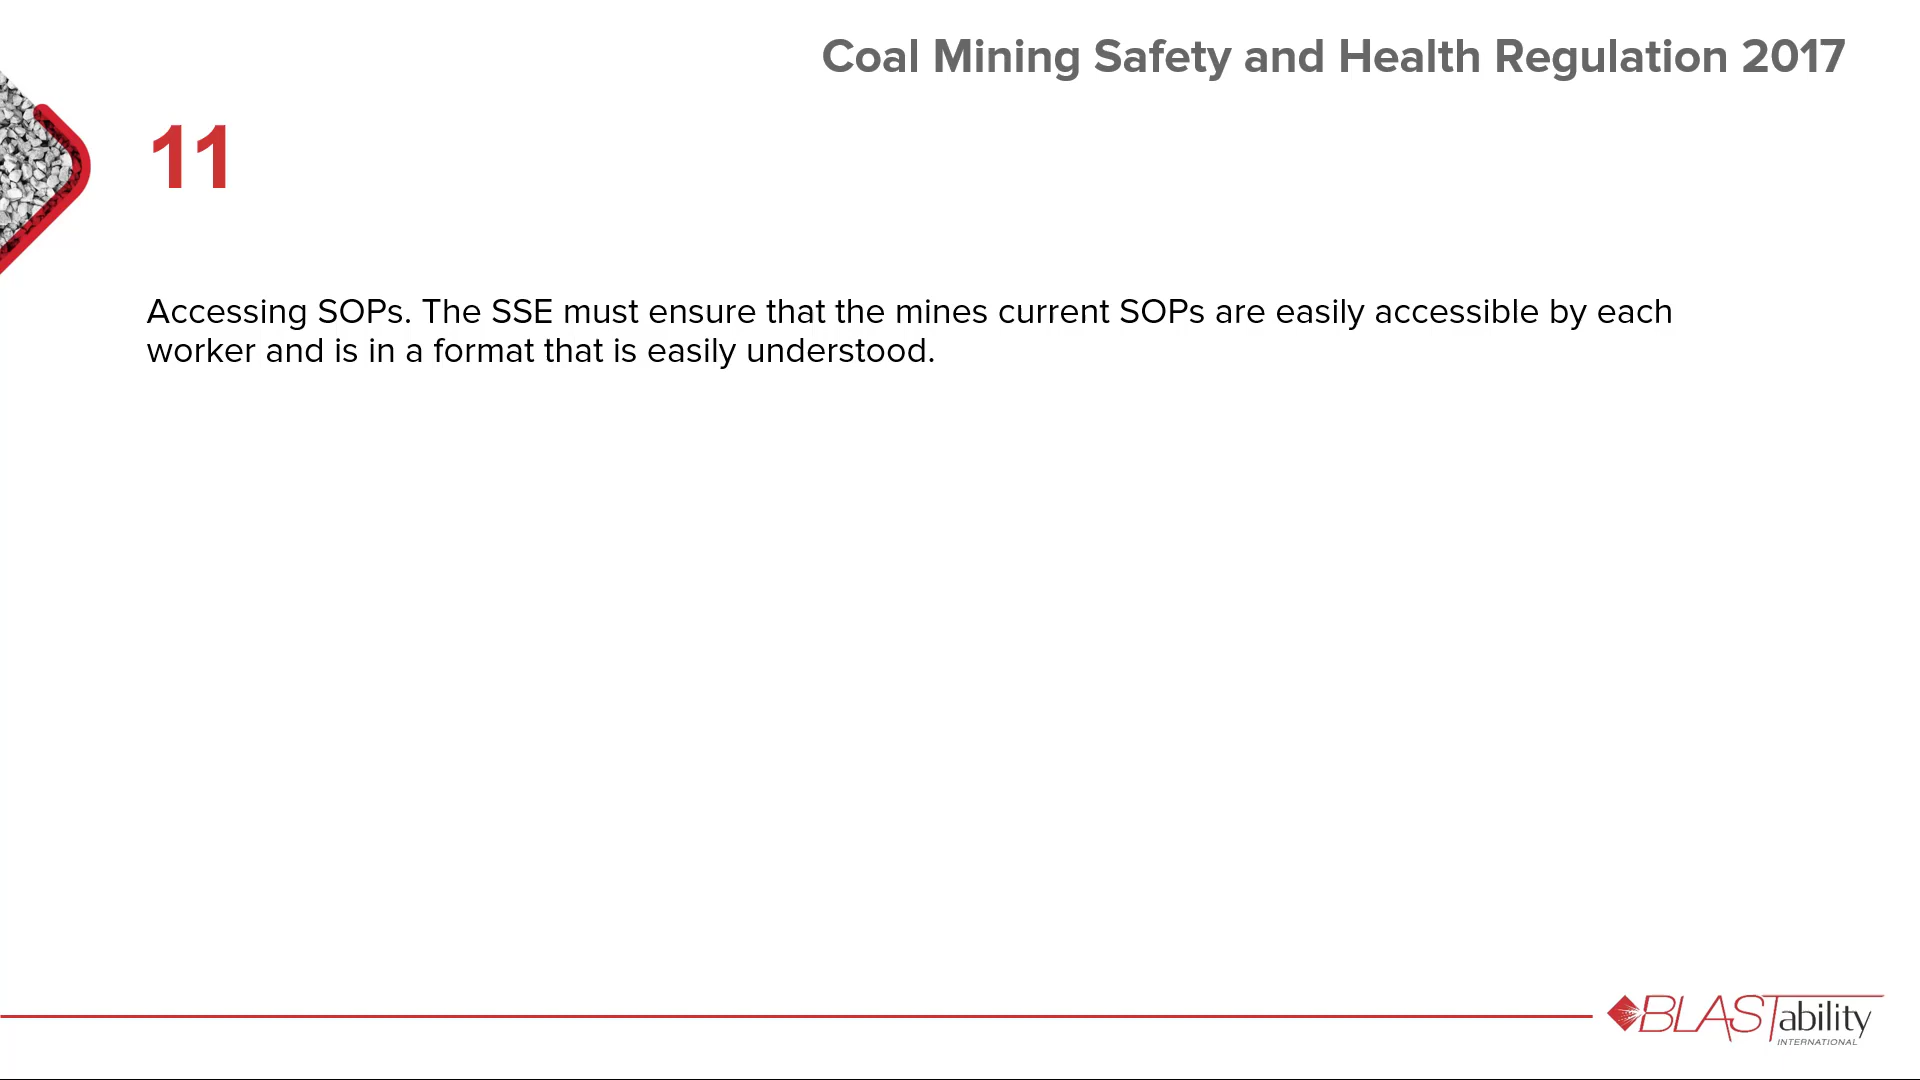 Coal Mining Safety and Health Regulation 2017
11
Accessing SOPs. The SSE must ensure that the mines current SOPs are easily accessible by each
worker and is in a format that is easily understood.
BLASTability
INTERNATIONAL